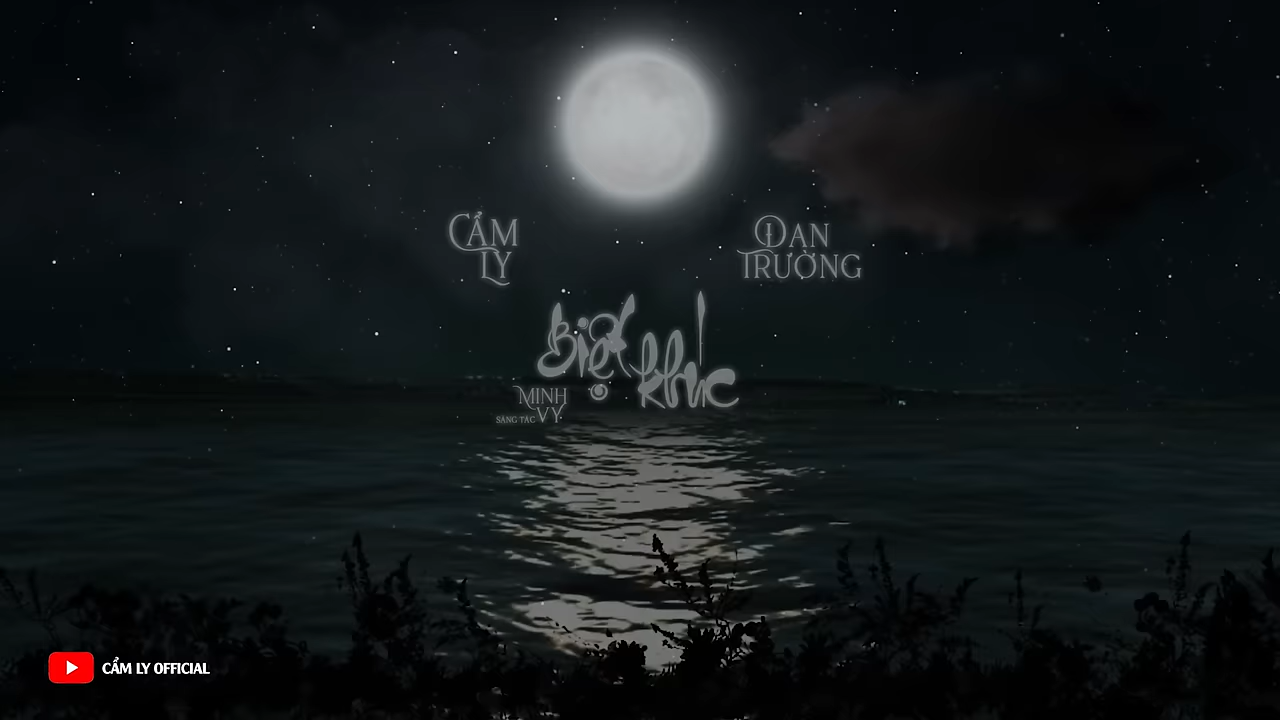 CẨM
LY
ĐAN
TRƯỜNG
Biệt khúc
MINH
SÁNG TÁC VY
CẨM LY OFFICIAL